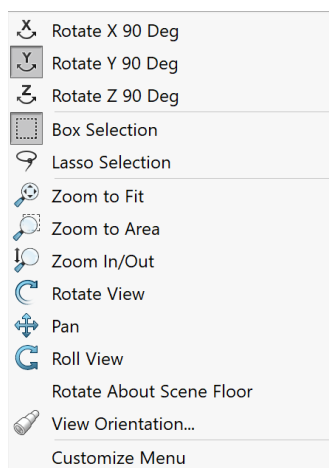 X Rotate X 90 Deg
Y Rotate Y 90 Deg
Z Rotate Z 90 Deg
Box Selection
Lasso Selection
Zoom to Fit
Zoom to Area
Zoom In/Out
Rotate View
Pan
Roll View
Rotate About Scene Floor
View Orientation...
Customize Menu